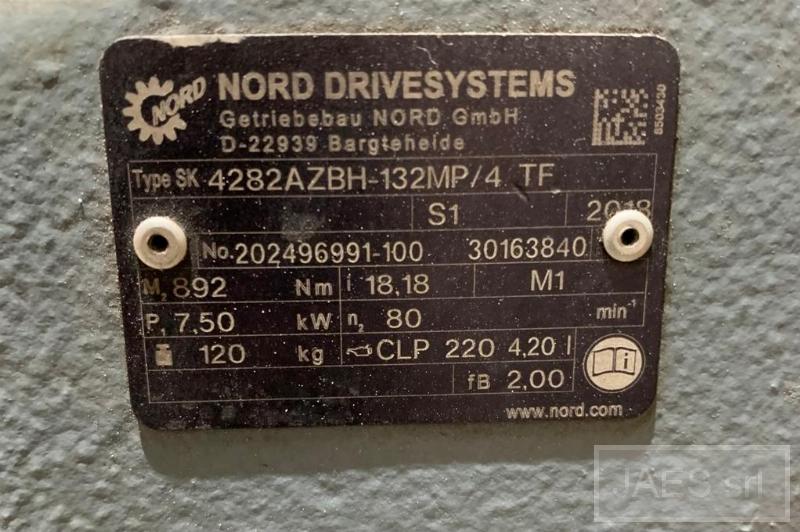 NORD
NORD DRIVESYSTEMS
Getriebebau NORD GmbH
D-22939 Bargteheide
8503430
Type SK 4282AZBH-132MP/4 TF
S1 2018
No. 202496991-100 30163840
M₂ 892 Nm i 18,18 M1
P₁ 7.50 kW n₂ 80 min⁻¹
120 kg CLP 220 4,20 l
fB 2,00
i
www.nord.com
JAES srl